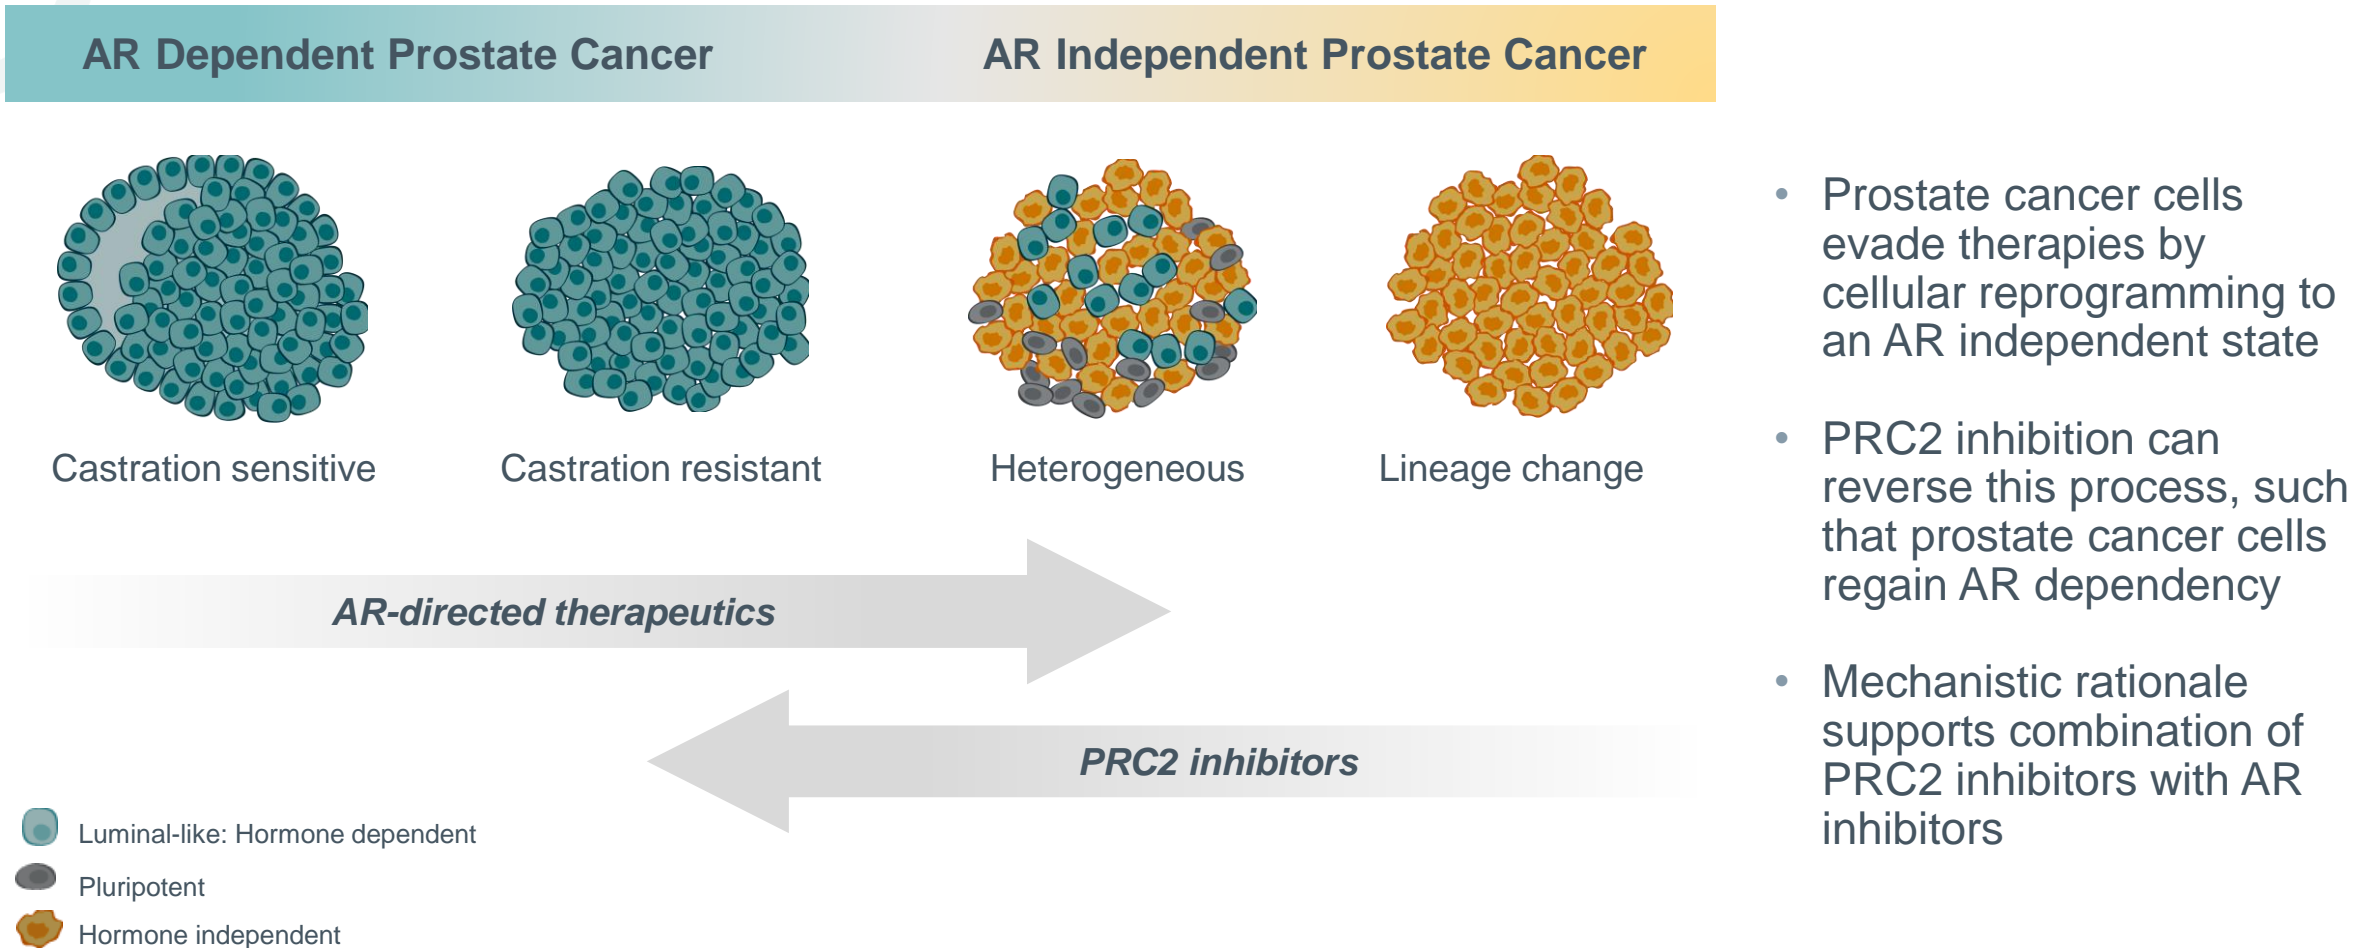 AR Dependent Prostate Cancer
AR Independent Prostate Cancer
Castration sensitive
Castration resistant
Heterogeneous
Lineage change
AR-directed therapeutics
PRC2 inhibitors
Luminal-like: Hormone dependent
Pluripotent
Hormone independent
• Prostate cancer cells
evade therapies by
cellular reprogramming to
an AR independent state
• PRC2 inhibition can
reverse this process, such
that prostate cancer cells
regain AR dependency
• Mechanistic rationale
supports combination of
PRC2 inhibitors with AR
inhibitors